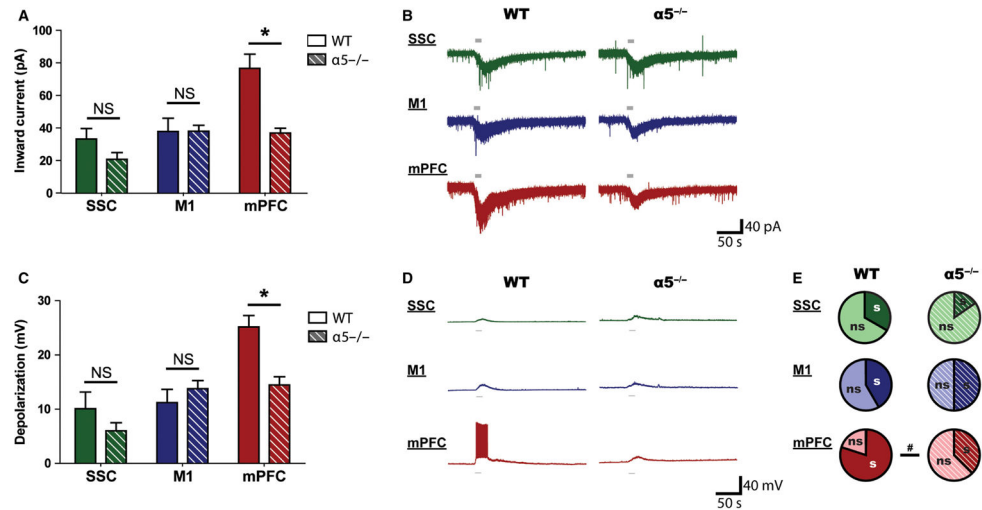 A
Inward current (pA)
100
80
60
40
20
0
NS
NS
*
WT
α5−/−
SSC
M1
mPFC
B
WT
α5−/−
SSC
M1
mPFC
40 pA
50 s
C
Depolarization (mV)
30
20
10
0
NS
NS
*
WT
α5−/−
SSC
M1
mPFC
D
WT
α5−/−
SSC
M1
mPFC
40 mV
50 s
E
WT
α5−/−
SSC
s
ns
s
ns
M1
ns
s
ns
s
mPFC
ns
s
#
ns
s